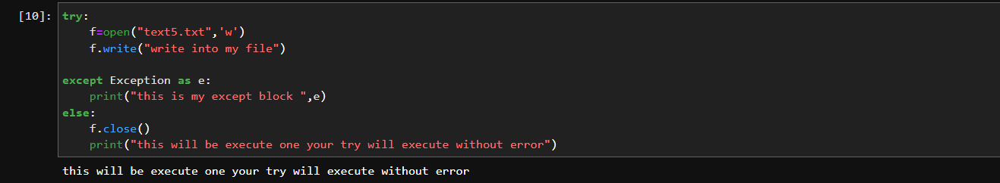 [10]: try:
    f=open("text5.txt",'w')
    f.write("write into my file")

except Exception as e:
    print("this is my except block ",e)
else:
    f.close()
    print("this will be execute one your try will execute without error")
this will be execute one your try will execute without error